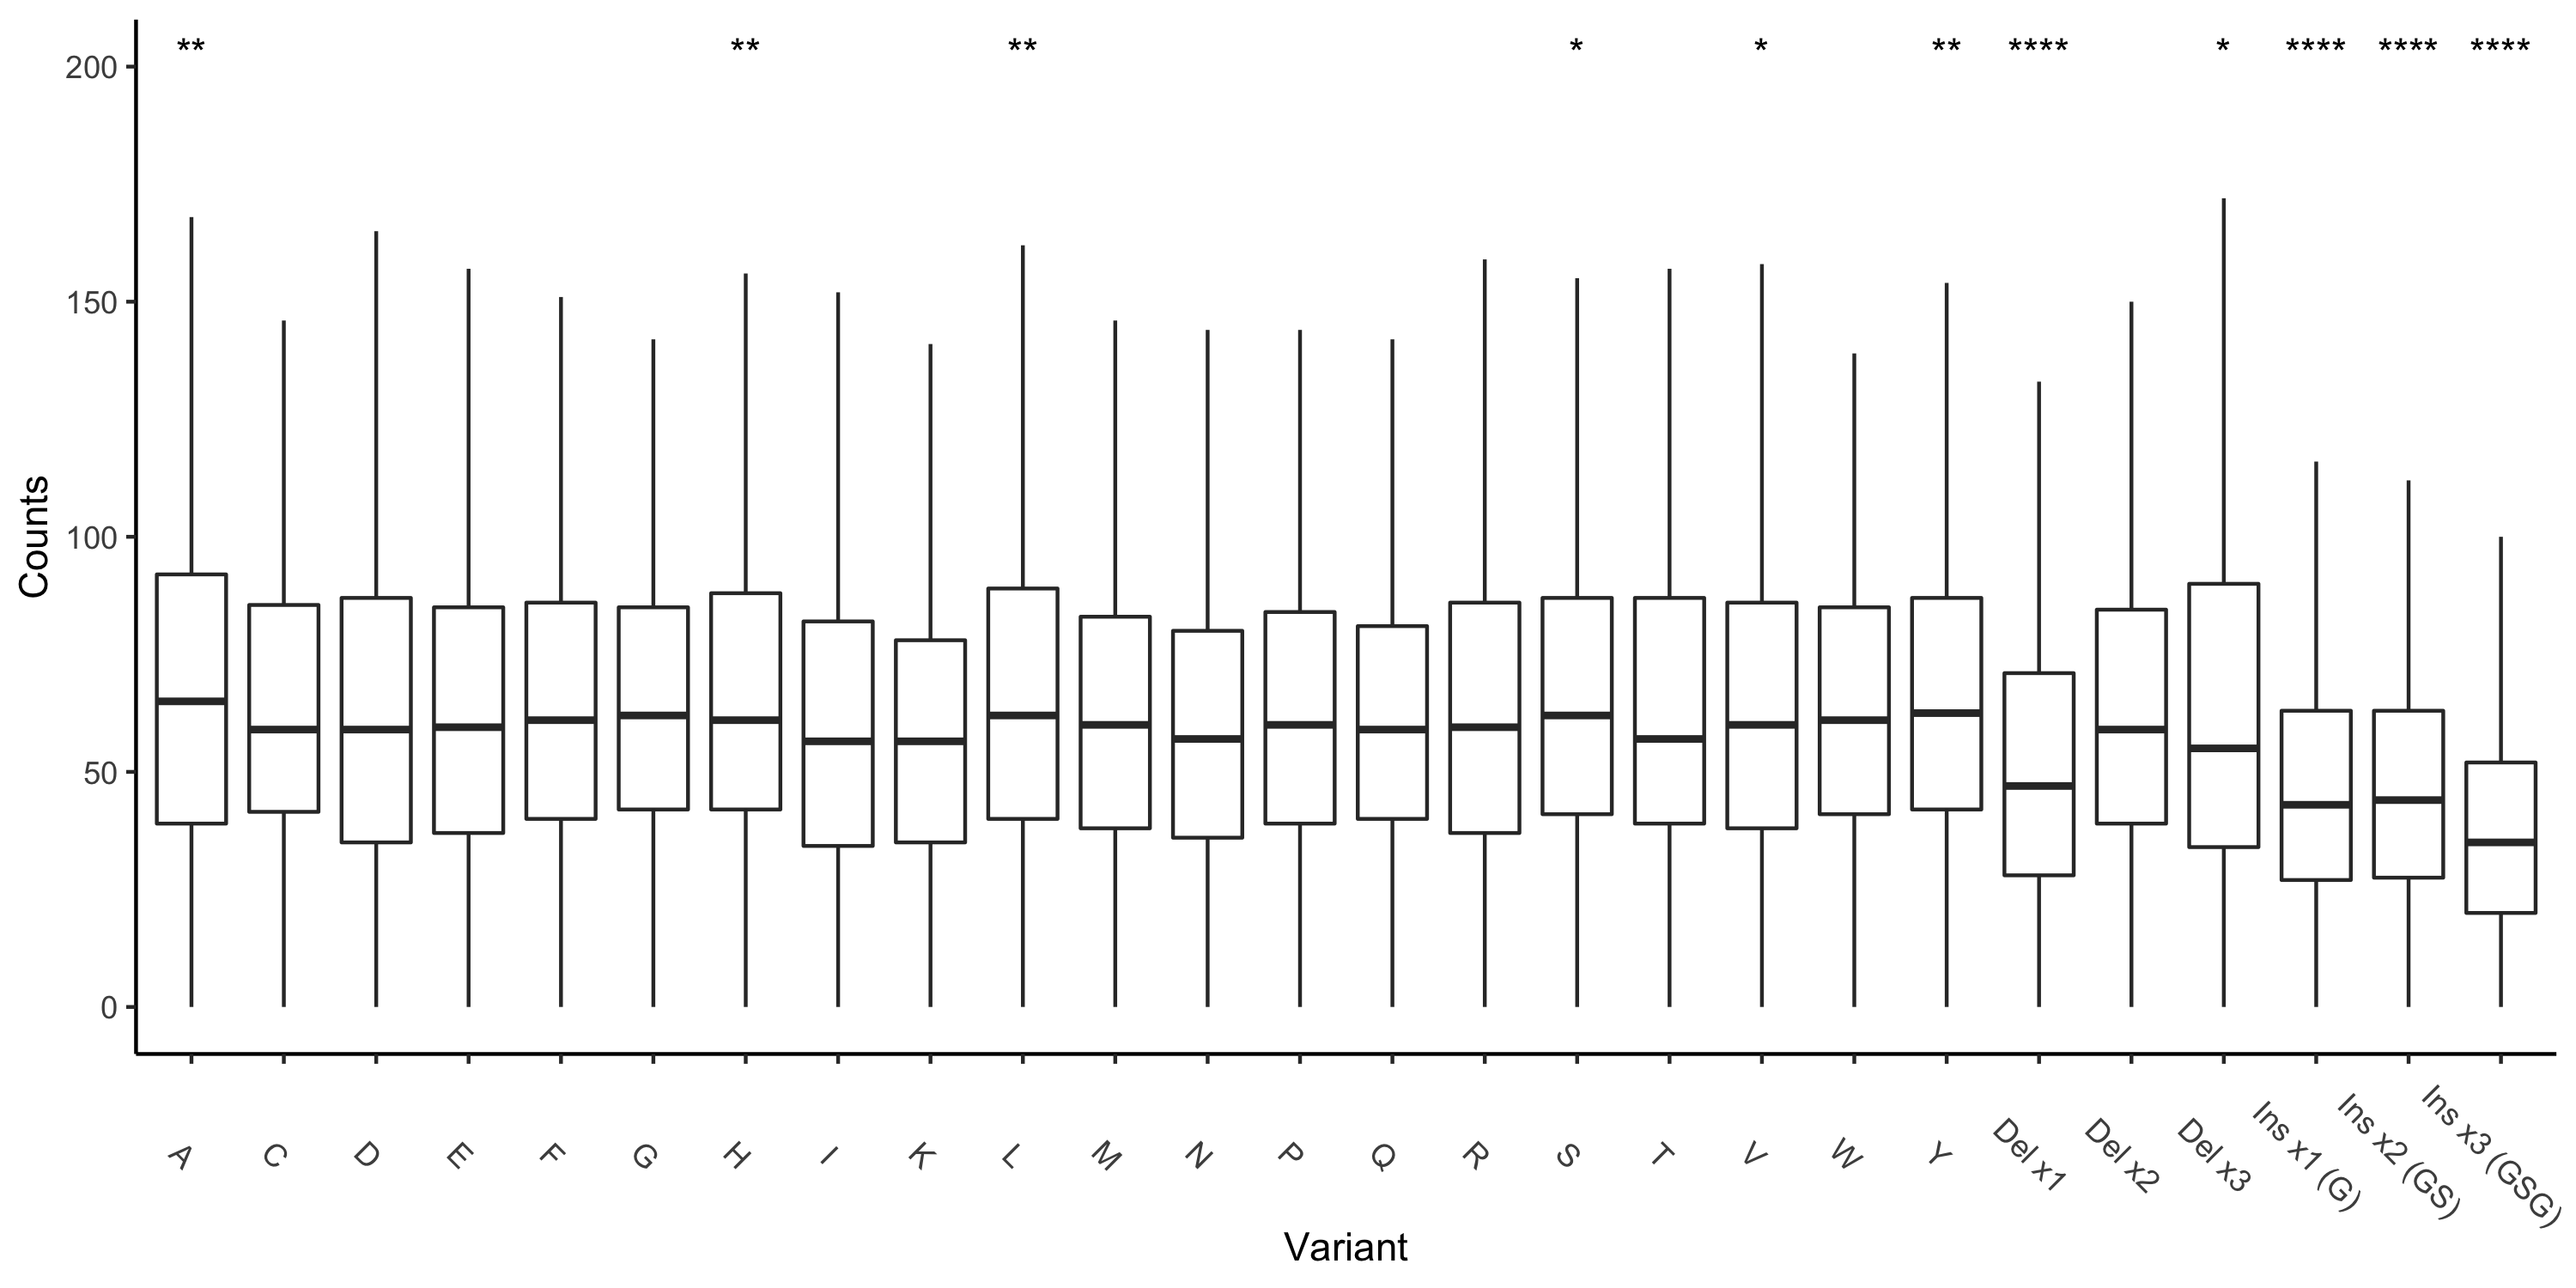 ** ** ** * * ** **** * **** **** ****
Counts
200
150
100
50
0
A C D E F G H I K L M N P Q R S T V W Y Del x1 Del x2 Del x3 Ins x1 (G) Ins x2 (GS) Ins x3 (GSG)
Variant